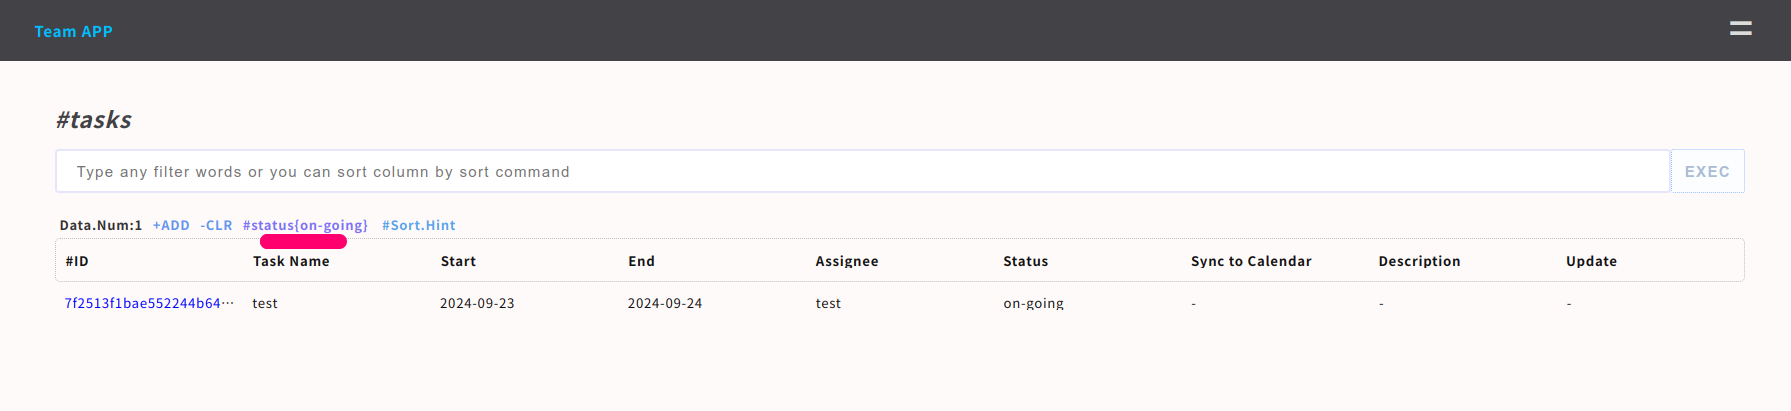 Team APP
#tasks
Type any filter words or you can sort column by sort command EXEC
Data.Num:1 +ADD -CLR #status{on-going} #Sort.Hint
#ID Task Name Start End Assignee Status Sync to Calendar Description Update
7f2513f1bae552244b64··· test 2024-09-23 2024-09-24 test on-going - - -